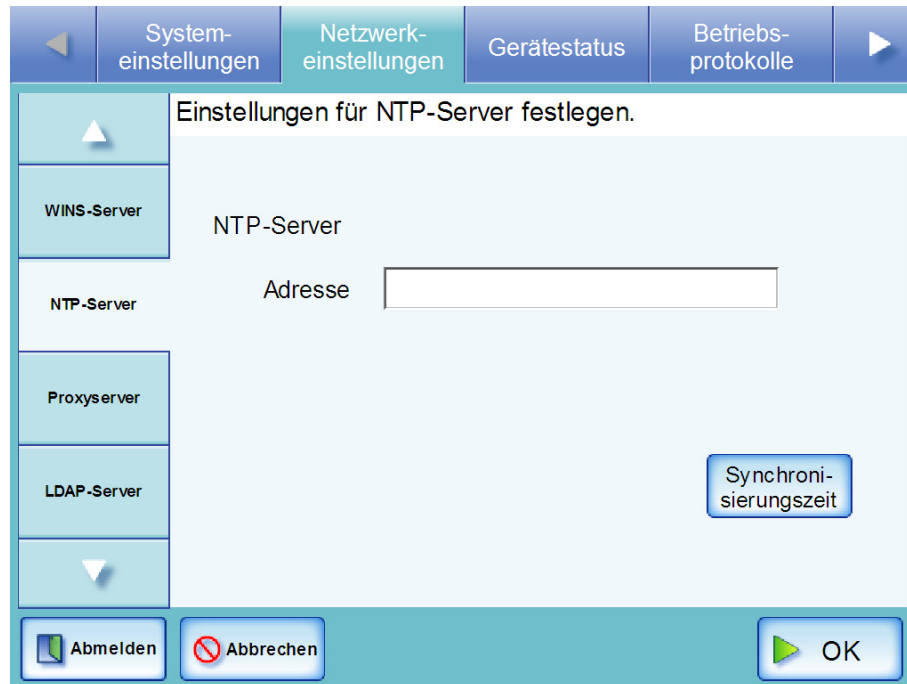 System-
einstellungen
Netzwerk-
einstellungen
Gerätestatus
Betriebs-
protokolle
Einstellungen für NTP-Server festlegen.
WINS-Server
NTP-Server
Proxyserver
LDAP-Server
NTP-Server
Adresse
Synchroni-
sierungszeit
Abmelden
Abbrechen
OK